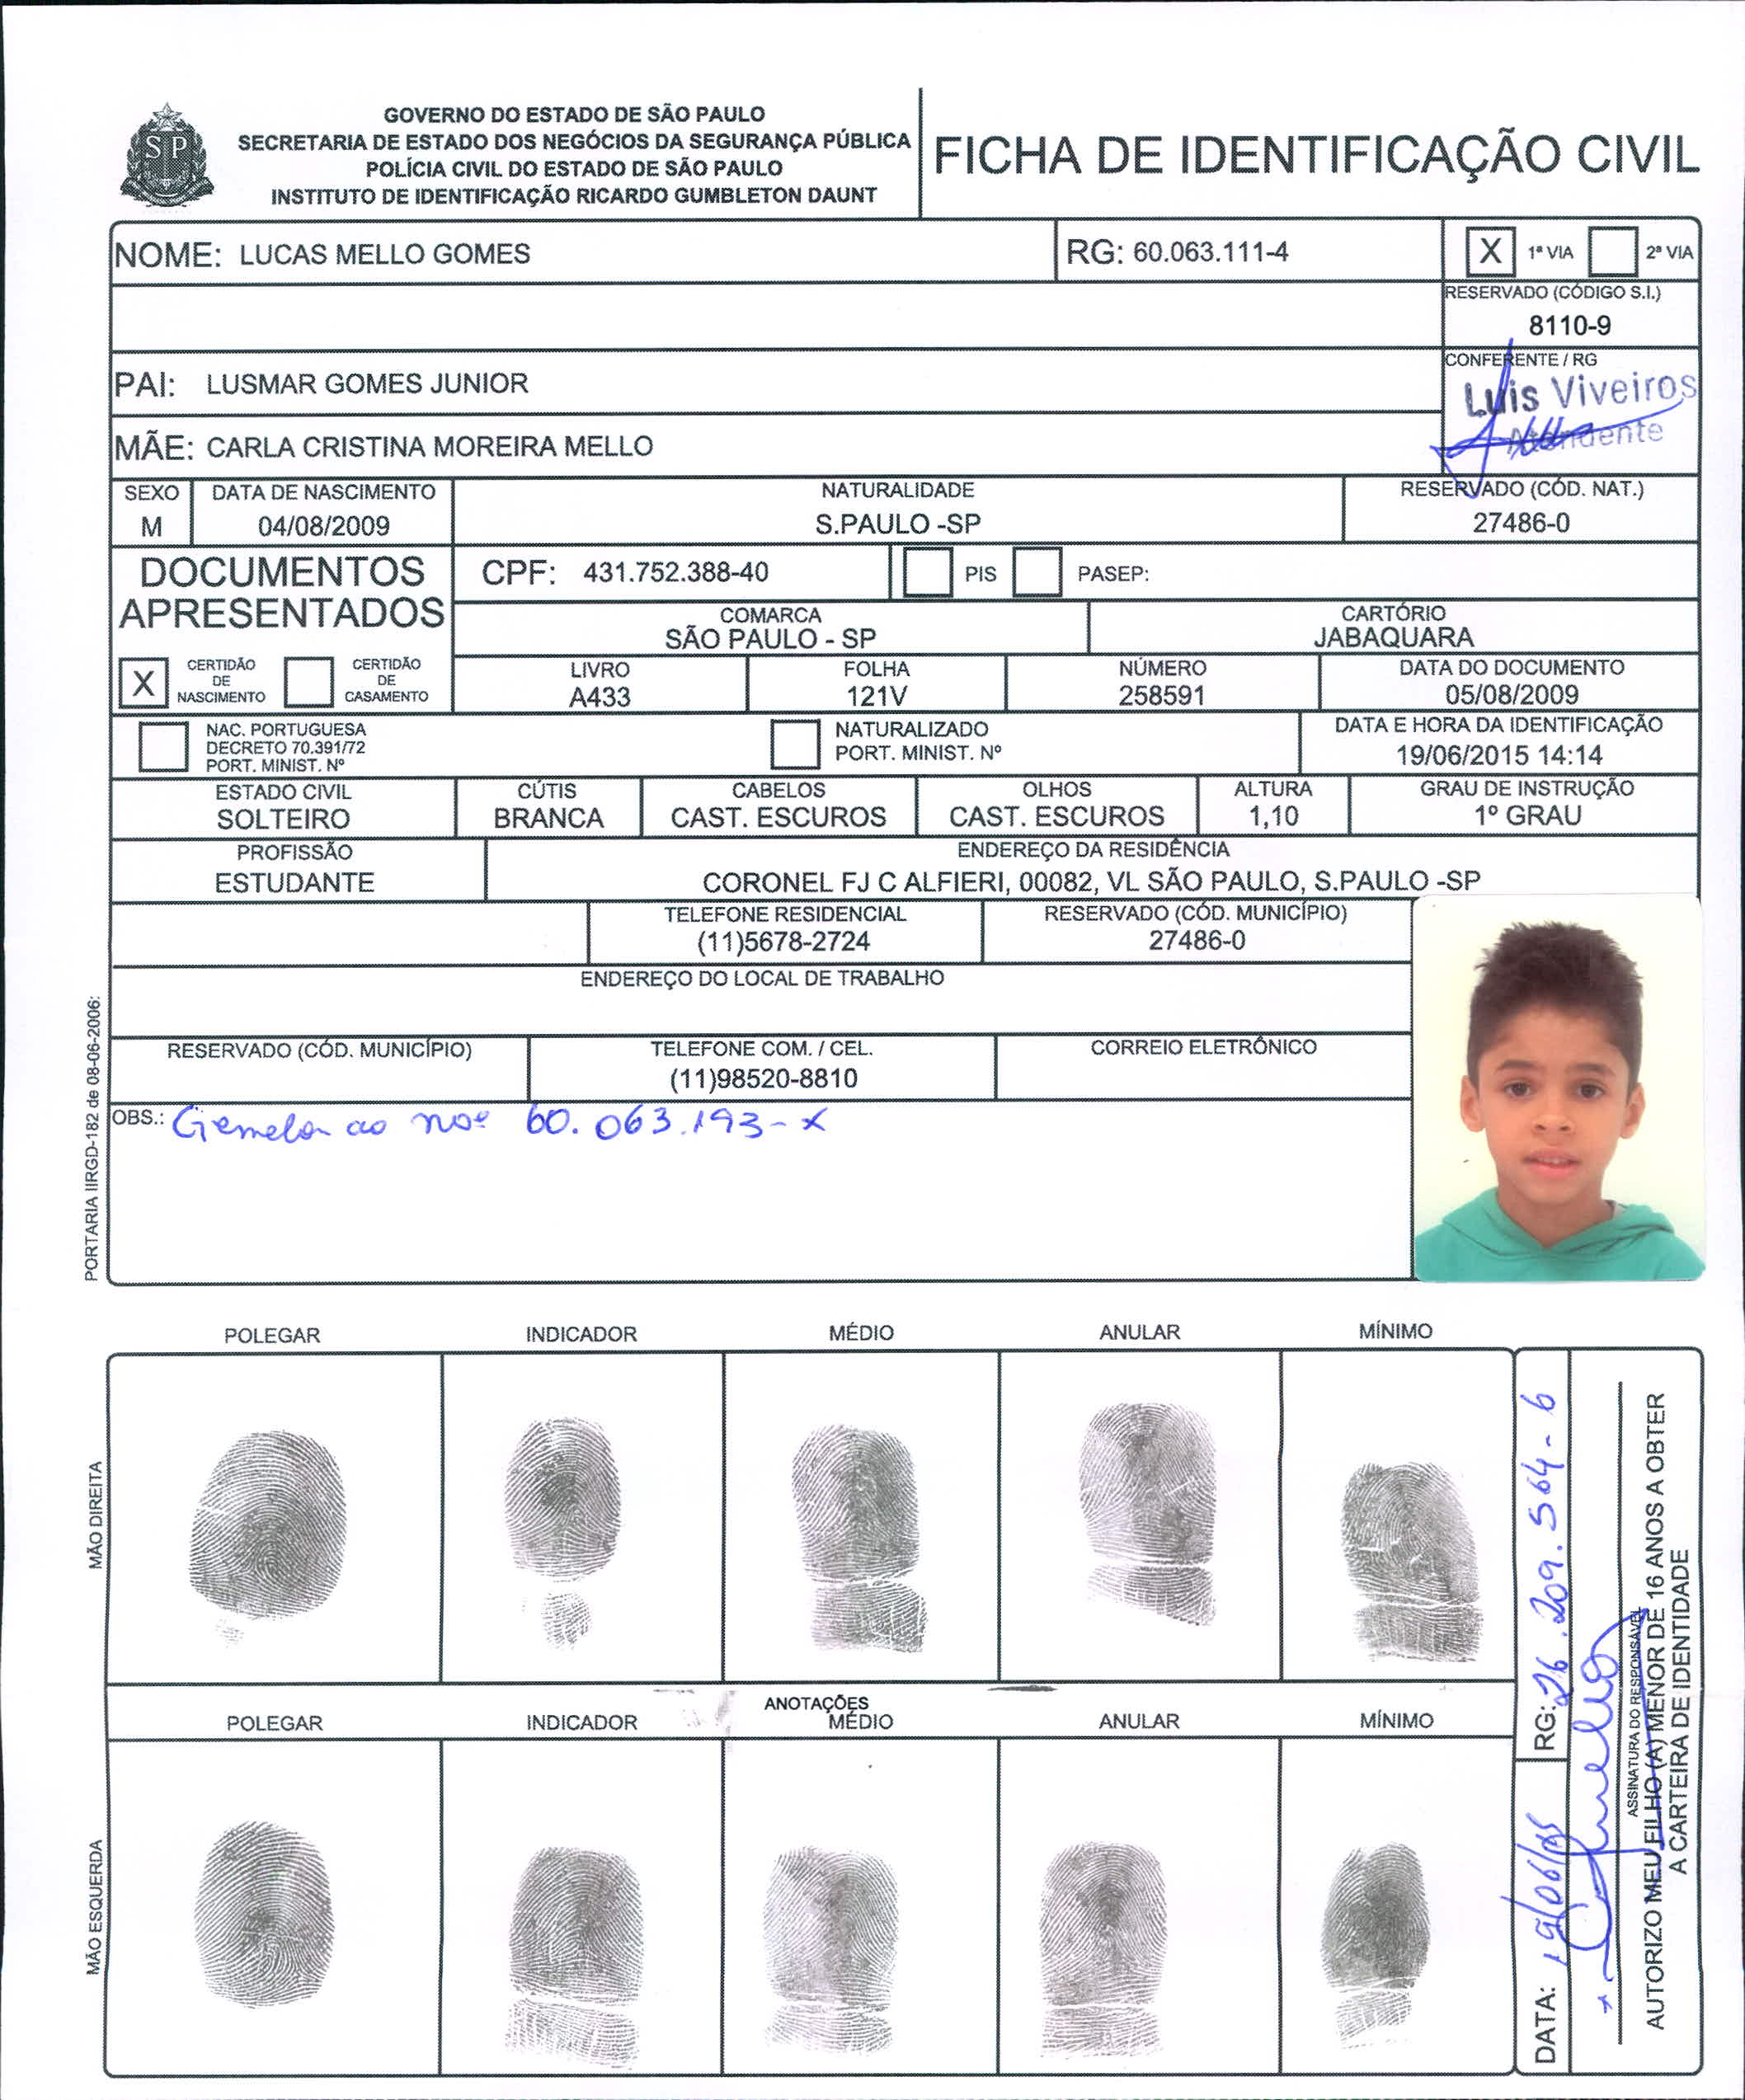 GOVERNO DO ESTADO DE SÃO PAULO
SECRETARIA DE ESTADO DOS NEGÓCIOS DA SEGURANÇA PÚBLICA
POLÍCIA CIVIL DO ESTADO DE SÃO PAULO
INSTITUTO DE IDENTIFICAÇÃO RICARDO GUMBLETON DAUNT
SP
FICHA DE IDENTIFICAÇÃO CIVIL
NOME: LUCAS MELLO GOMES
RG: 60.063.111-4
X 1ª VIA 2ª VIA
RESERVADO (CÓDIGO S.I.)
8110-9
PAI: LUSMAR GOMES JUNIOR
CONFERENTE / RG
Luis Viveiros
Atendente
MÃE: CARLA CRISTINA MOREIRA MELLO
SEXO DATA DE NASCIMENTO NATURALIDADE RESERVADO (CÓD. NAT.)
M 04/08/2009 S.PAULO -SP 27486-0
DOCUMENTOS
APRESENTADOS
CPF: 431.752.388-40 PIS PASEP:
COMARCA CARTÓRIO
SÃO PAULO - SP JABAQUARA
X CERTIDÃO DE NASCIMENTO CERTIDÃO DE CASAMENTO
LIVRO FOLHA NÚMERO DATA DO DOCUMENTO
A433 121V 258591 05/08/2009
NAC. PORTUGUESA
DECRETO 70.391/72
PORT. MINIST. Nº
NATURALIZADO
PORT. MINIST. Nº
DATA E HORA DA IDENTIFICAÇÃO
19/06/2015 14:14
ESTADO CIVIL CÚTIS CABELOS OLHOS ALTURA GRAU DE INSTRUÇÃO
SOLTEIRO BRANCA CAST. ESCUROS CAST. ESCUROS 1,10 1º GRAU
PROFISSÃO ENDEREÇO DA RESIDÊNCIA
ESTUDANTE CORONEL FJ C ALFIERI, 00082, VL SÃO PAULO, S.PAULO -SP
TELEFONE RESIDENCIAL RESERVADO (CÓD. MUNICÍPIO)
(11)5678-2724 27486-0
ENDEREÇO DO LOCAL DE TRABALHO
RESERVADO (CÓD. MUNICÍPIO) TELEFONE COM. / CEL. CORREIO ELETRÔNICO
(11)98520-8810
OBS.: Gemelar ao nº 60.063.193-x
PORTARIA IIRGD-182 de 08-06-2006:
POLEGAR INDICADOR MÉDIO ANULAR MÍNIMO
MÃO DIREITA
ANOTAÇÕES
POLEGAR INDICADOR MÉDIO ANULAR MÍNIMO
MÃO ESQUERDA
DATA: 19/06/15 RG: 26.209.564-6
ASSINATURA DO RESPONSÁVEL
AUTORIZO MEU FILHO (A) MENOR DE 16 ANOS A OBTER
A CARTEIRA DE IDENTIDADE